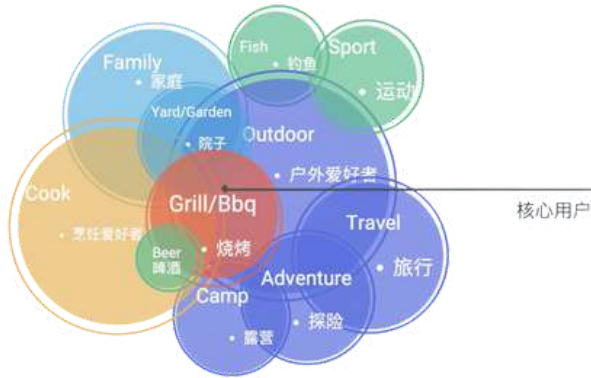 Fish
钓鱼
Sport
运动
Family
家庭
Yard/Garden
院子
Outdoor
户外爱好者
Cook
烹饪爱好者
Grill/Bbq
烧烤
核心用户
Travel
旅行
Beer
啤酒
Adventure
探险
Camp
露营